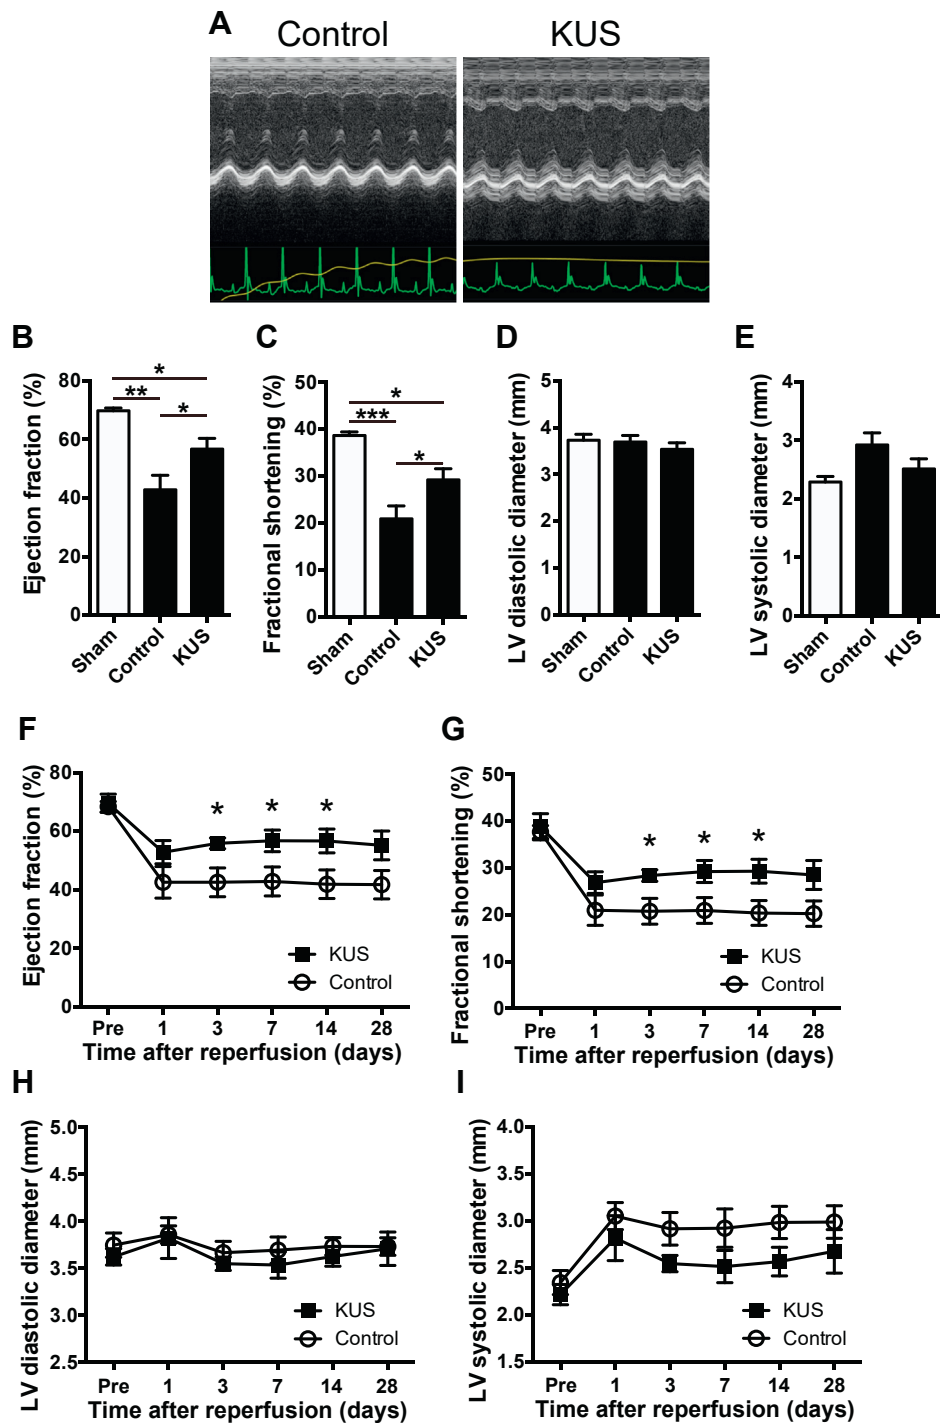 A
Control
KUS
B
Ejection fraction (%)
80
60
40
20
0
*
**
*
Sham
Control
KUS
C
Fractional shortening (%)
50
40
30
20
10
0
*
***
*
Sham
Control
KUS
D
LV diastolic diameter (mm)
5
4
3
2
1
0
Sham
Control
KUS
E
LV systolic diameter (mm)
4
3
2
1
0
Sham
Control
KUS
F
Ejection fraction (%)
80
60
40
20
0
* * *
KUS
Control
Pre 1 3 7 14 28
Time after reperfusion (days)
G
Fractional shortening (%)
50
40
30
20
10
0
* * *
KUS
Control
Pre 1 3 7 14 28
Time after reperfusion (days)
H
LV diastolic diameter (mm)
5.0
4.5
4.0
3.5
3.0
2.5
KUS
Control
Pre 1 3 7 14 28
Time after reperfusion (days)
I
LV systolic diameter (mm)
4.0
3.5
3.0
2.5
2.0
1.5
KUS
Control
Pre 1 3 7 14 28
Time after reperfusion (days)